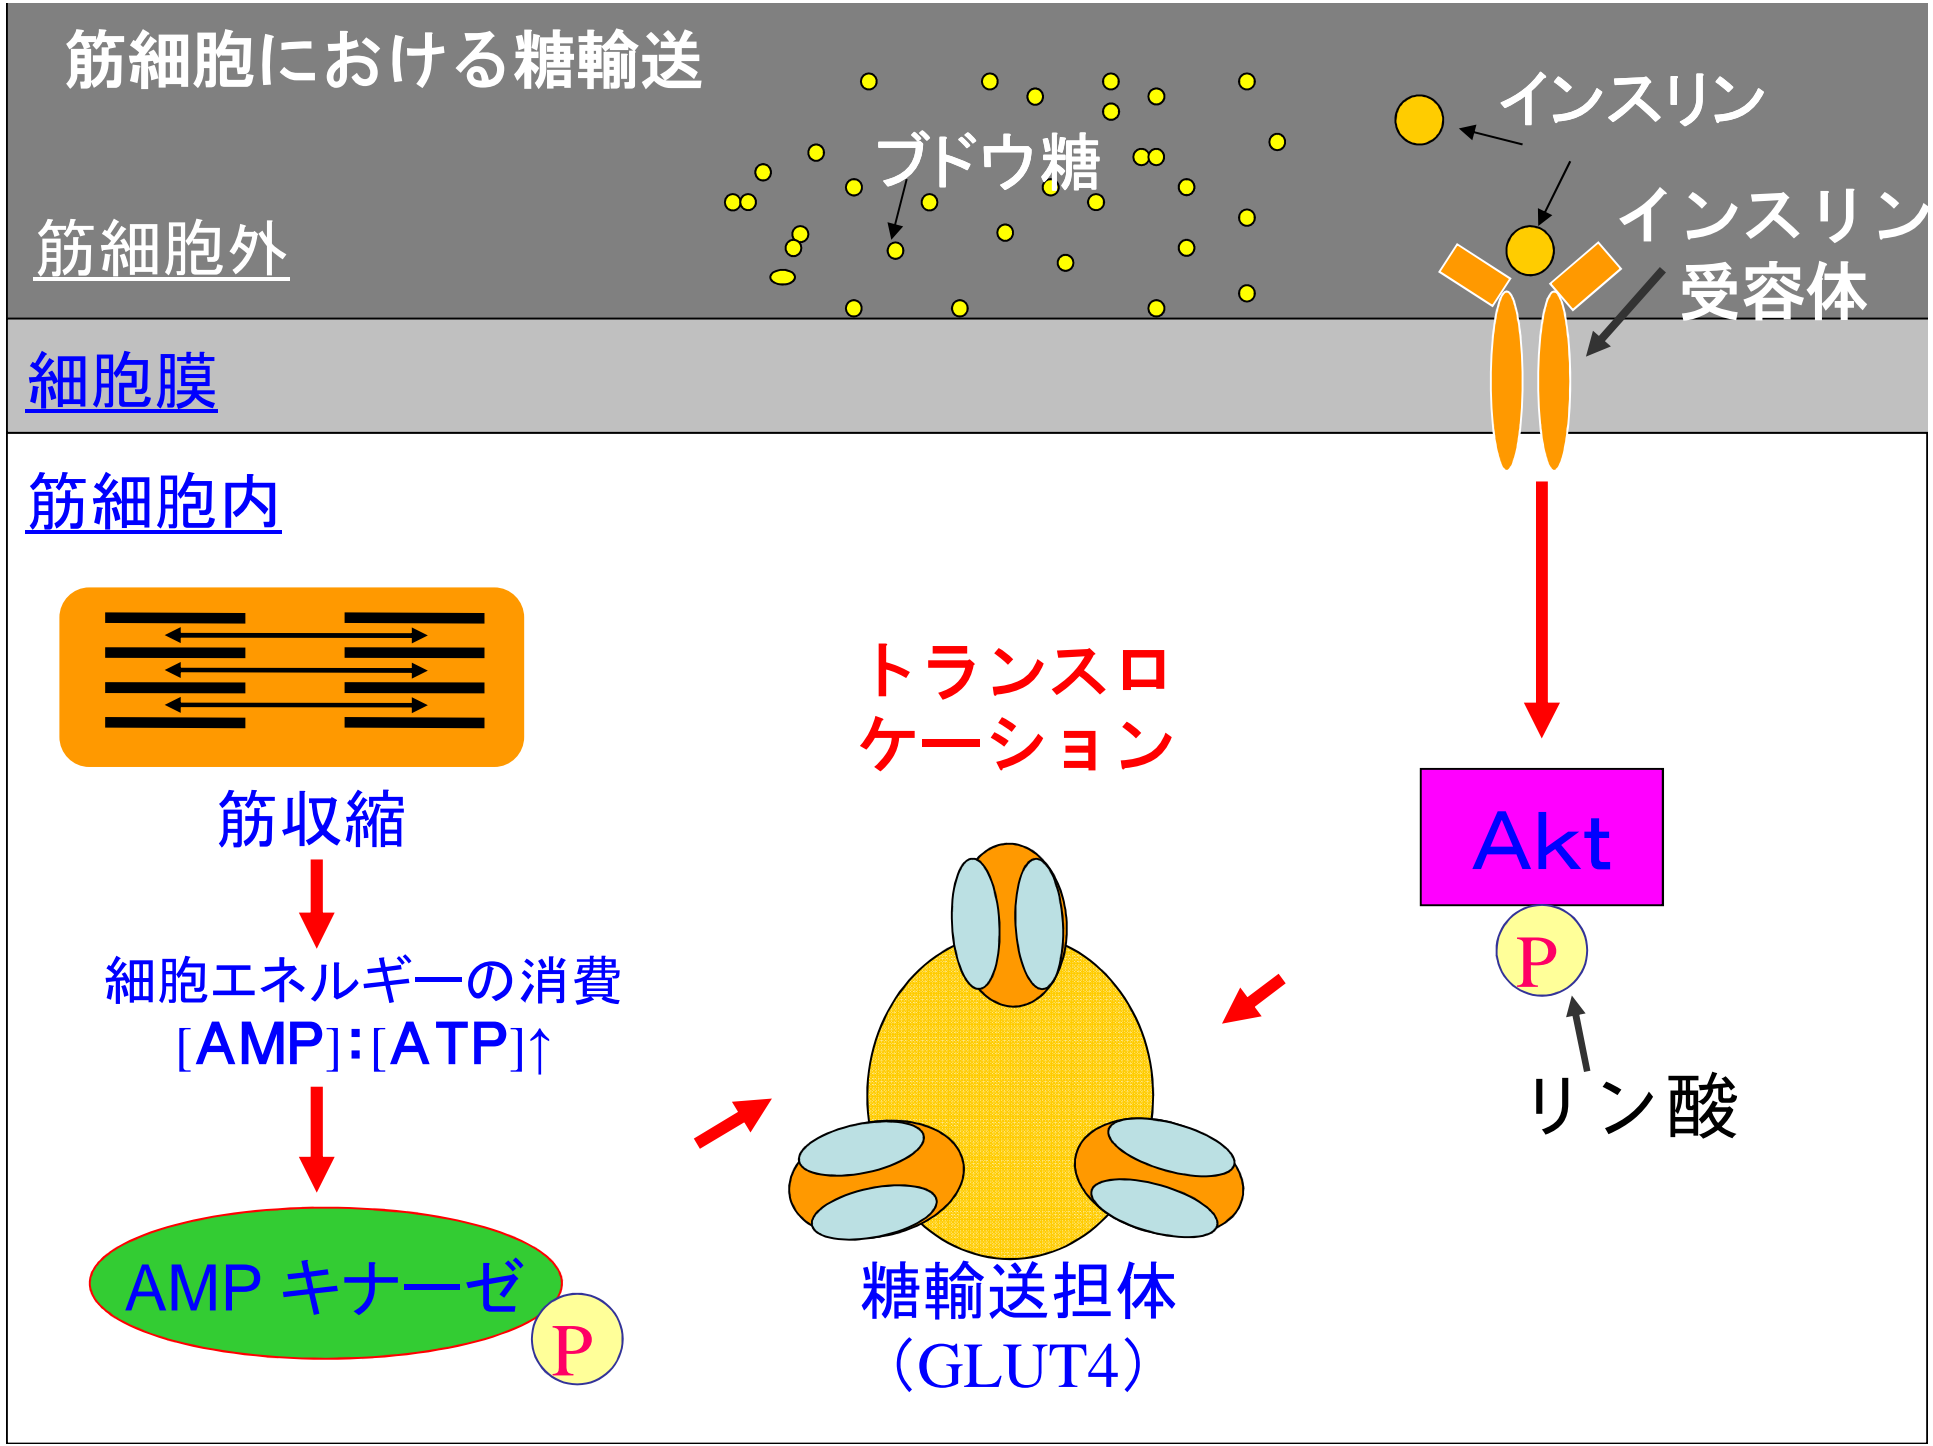 筋細胞における糖輸送
ブドウ糖
インスリン
インスリン
受容体
筋細胞外
細胞膜
筋細胞内
トランスロ
ケーション
筋収縮
Akt
P
細胞エネルギーの消費
[AMP]:[ATP]↑
リン酸
AMP キナーゼ
P
糖輸送担体
（GLUT4）